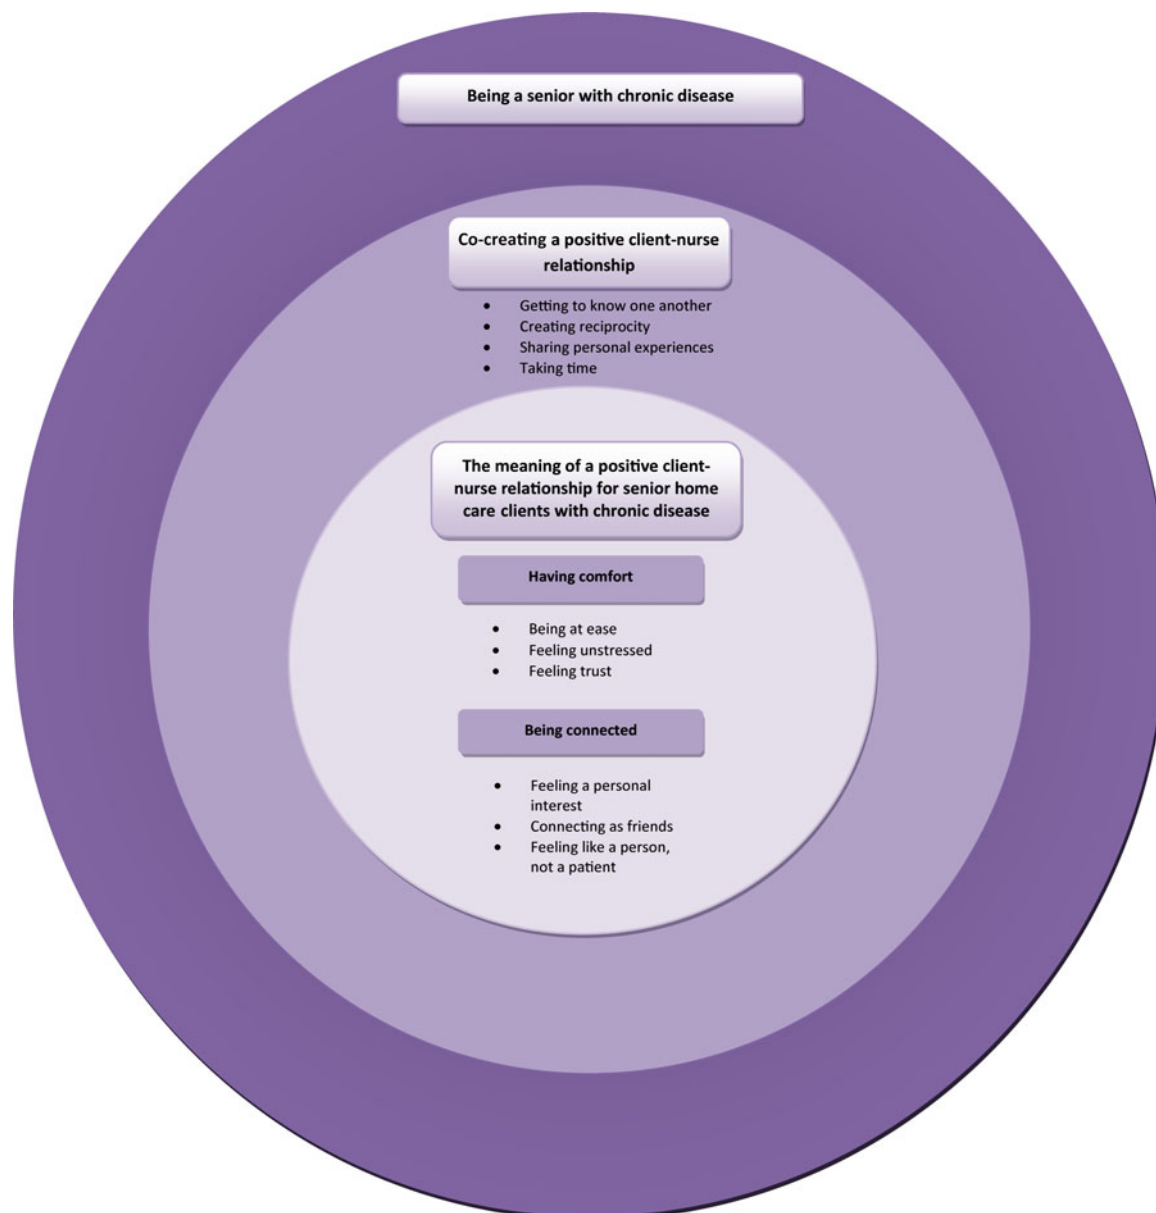 Being a senior with chronic disease
Co-creating a positive client-nurse
relationship
• Getting to know one another
• Creating reciprocity
• Sharing personal experiences
• Taking time
The meaning of a positive client-
nurse relationship for senior home
care clients with chronic disease
Having comfort
• Being at ease
• Feeling unstressed
• Feeling trust
Being connected
• Feeling a personal
interest
• Connecting as friends
• Feeling like a person,
not a patient